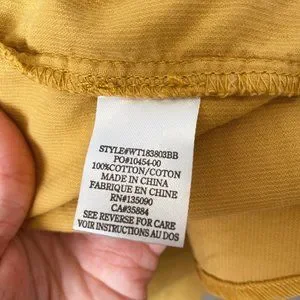 STYLE#WT183803BB
PO#10454-00
100%COTTON/COTON
MADE IN CHINA
FABRIQUE EN CHINE
RN#135090
CA#35884
SEE REVERSE FOR CARE
VOIR INSTRUCTIONS AU DOS